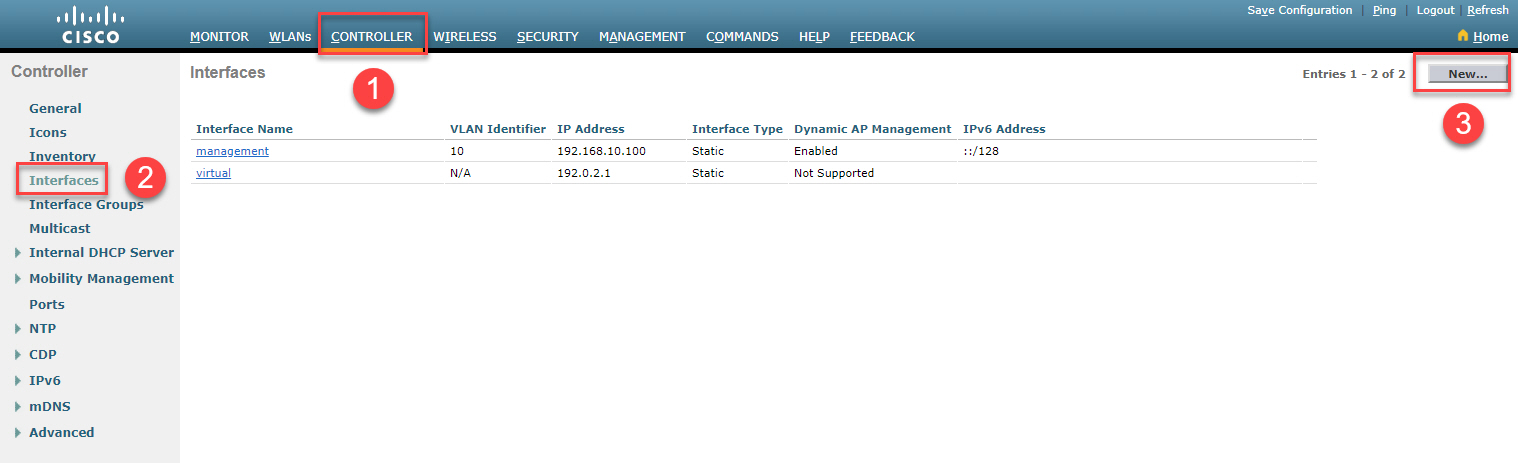 Save Configuration | Ping | Logout | Refresh
CISCO
MONITOR WLANs CONTROLLER WIRELESS SECURITY MANAGEMENT COMMANDS HELP FEEDBACK
Home
Controller
General
Icons
Inventory
Interfaces
Interface Groups
Multicast
Internal DHCP Server
Mobility Management
Ports
NTP
CDP
IPv6
mDNS
Advanced
1
2
Interfaces
Entries 1 - 2 of 2
New...
3
Interface Name VLAN Identifier IP Address Interface Type Dynamic AP Management IPv6 Address
management 10 192.168.10.100 Static Enabled ::/128
virtual N/A 192.0.2.1 Static Not Supported